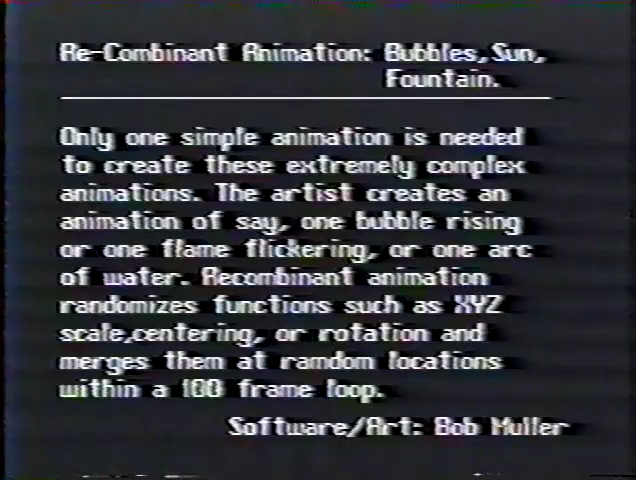 Re-Combinant Animation: Bubbles, Sun,
Fountain.
Only one simple animation is needed
to create these extremely complex
animations. The artist creates an
animation of say, one bubble rising
or one flame flickering, or one arc
of water. Recombinant animation
randomizes functions such as XYZ
scale,centering, or rotation and
merges them at ramdom locations
within a 100 frame loop.
Software/Art: Bob Muller